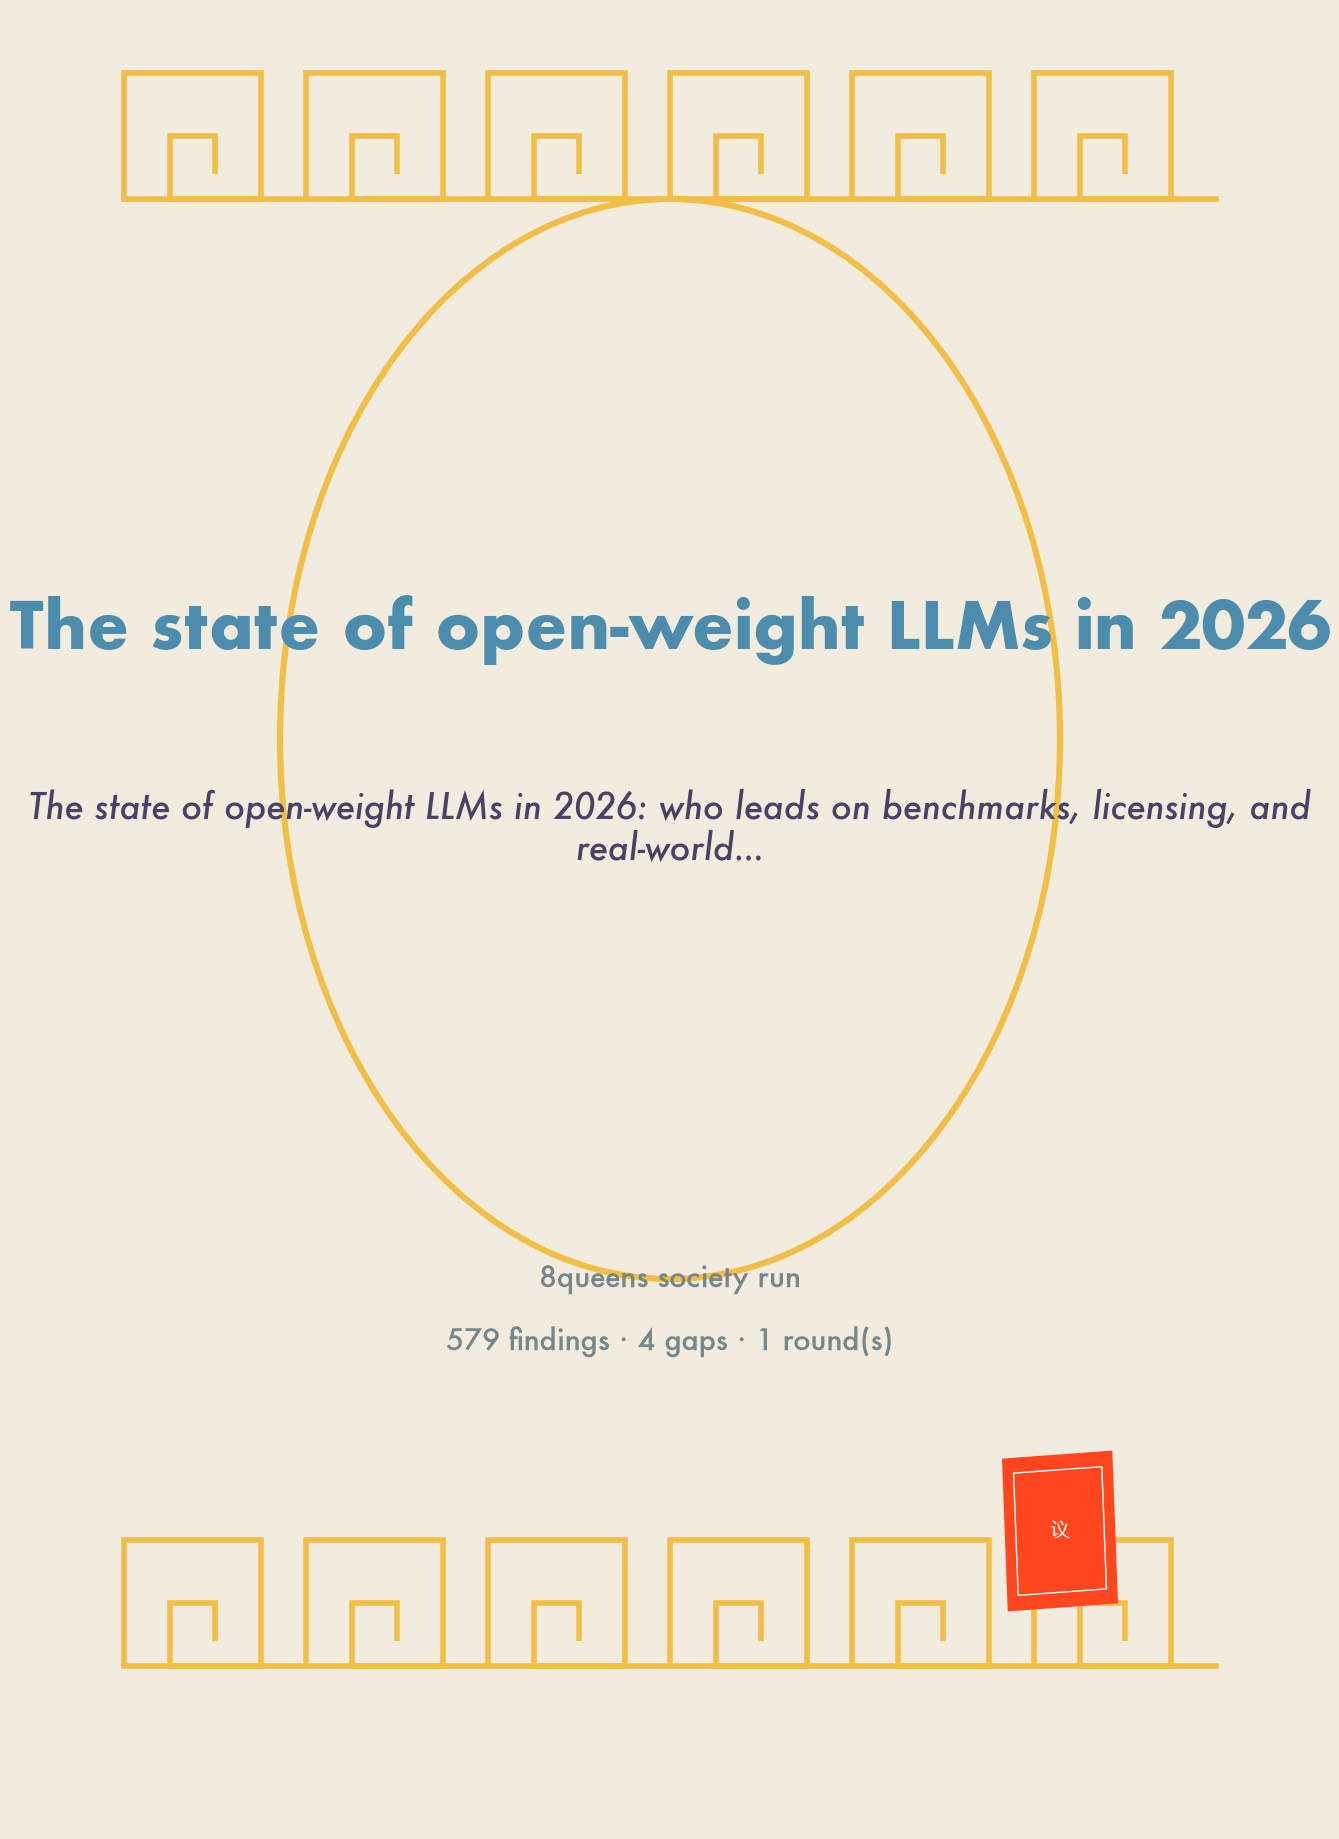 The state of open-weight LLMs in 2026
The state of open-weight LLMs in 2026: who leads on benchmarks, licensing, and
real-world...
8queens society run
579 findings · 4 gaps · 1 round(s)
议